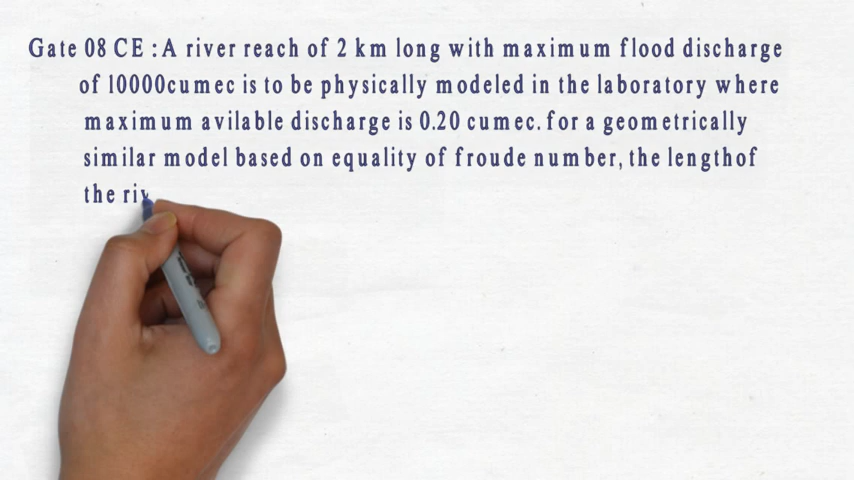 Gate 08 CE : A river reach of 2 km long with maximum flood discharge
of 10000cumec is to be physically modeled in the laboratory where
maximum avilable discharge is 0.20 cumec. for a geometrically
similar model based on equality of froude number, the lengthof
the riv